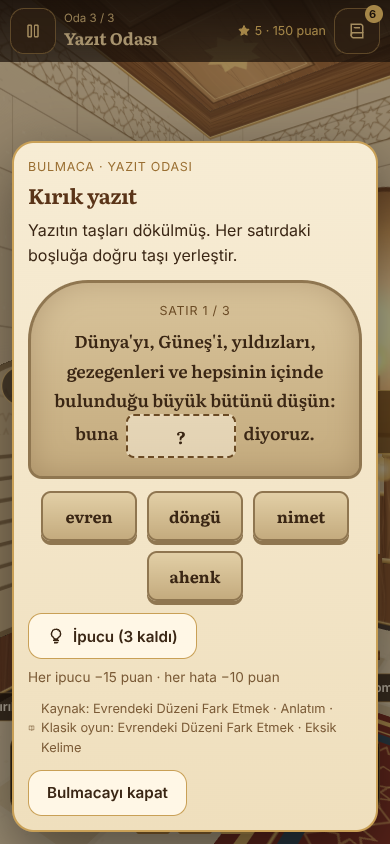 Oda 3 / 3
Yazıt Odası
5 · 150 puan
6
BULMACA · YAZIT ODASI
Kırık yazıt
Yazıtın taşları dökülmüş. Her satırdaki
boşluğa doğru taşı yerleştir.
SATIR 1 / 3
Dünya'yı, Güneş'i, yıldızları,
gezegenleri ve hepsinin içinde
bulunduğu büyük bütünü düşün:
buna ? diyoruz.
evren döngü nimet
ahenk
İpucu (3 kaldı)
Her ipucu −15 puan · her hata −10 puan
Kaynak: Evrendeki Düzeni Fark Etmek · Anlatım ·
Klasik oyun: Evrendeki Düzeni Fark Etmek · Eksik
Kelime
Bulmacayı kapat